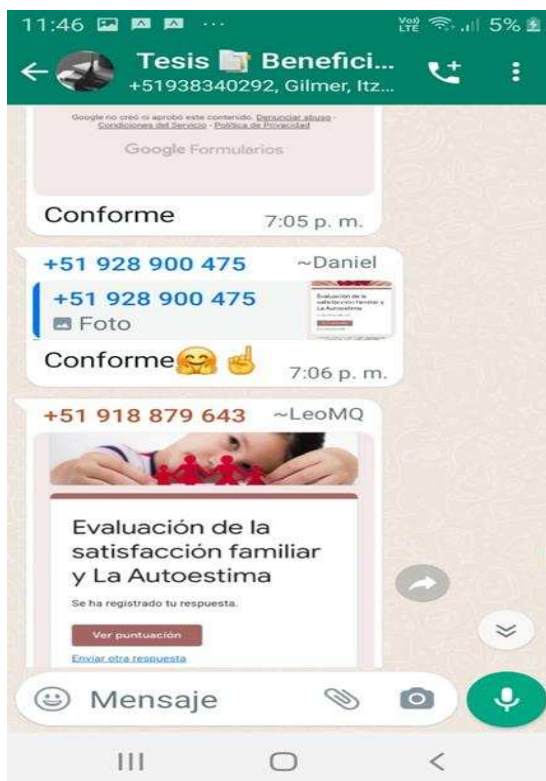 11:46 ... 5%
Tesis 📑 Benefici...
+51938340292, Gilmer, Itz...
Google no creó ni aprobó este contenido. Denunciar abuso -
Condiciones del Servicio - Política de Privacidad
Google Formularios
Conforme 7:05 p. m.
+51 928 900 475 ~Daniel
+51 928 900 475
Foto
Evaluación de la
satisfacción familiar y
La Autoestima
Conforme🤗☝️ 7:06 p. m.
+51 918 879 643 ~LeoMQ
Evaluación de la
satisfacción familiar
y La Autoestima
Se ha registrado tu respuesta.
Ver puntuación
Enviar otra respuesta
Mensaje